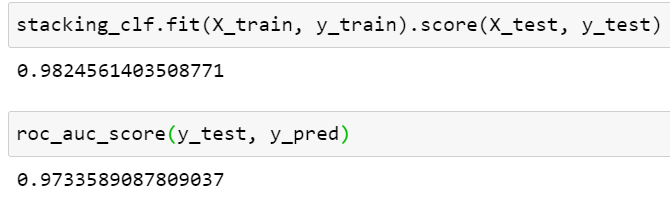 stacking_clf.fit(X_train, y_train).score(X_test, y_test)
0.9824561403508771
roc_auc_score(y_test, y_pred)
0.9733589087809037